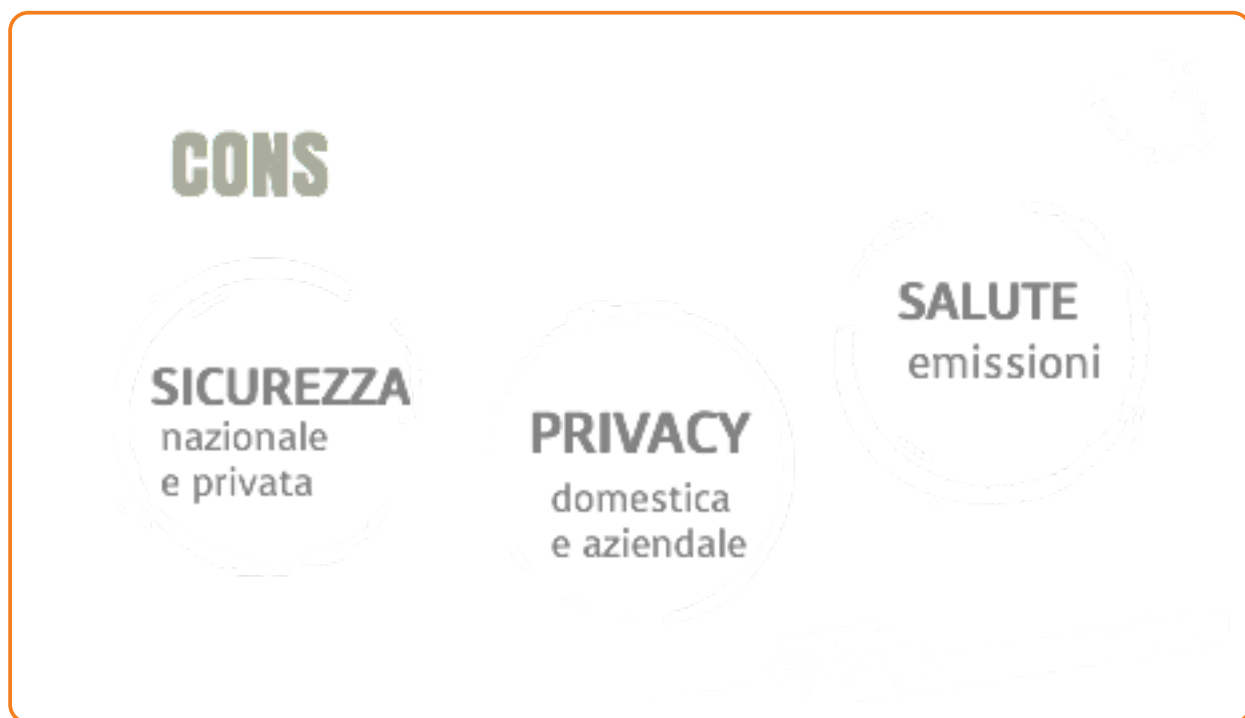 CONS
SICUREZZA
nazionale
e privata
PRIVACY
domestica
e aziendale
SALUTE
emissioni